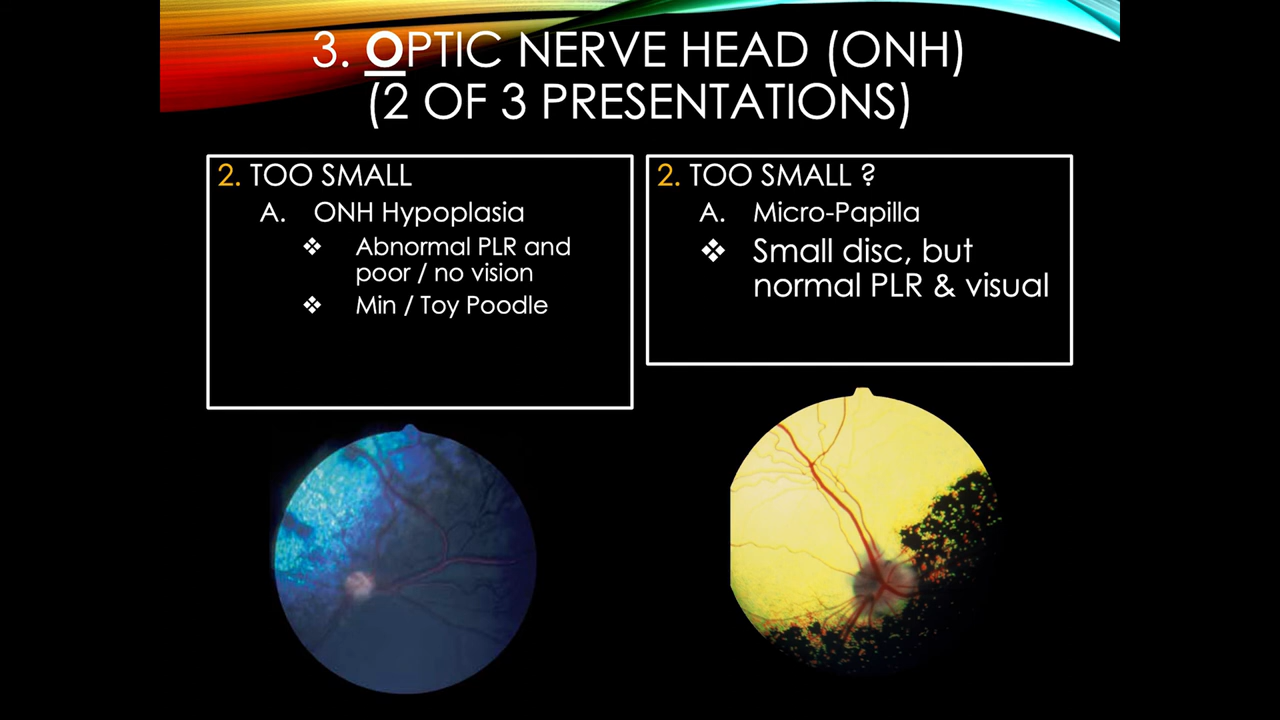 3. OPTIC NERVE HEAD (ONH)
(2 OF 3 PRESENTATIONS)
2. TOO SMALL
A. ONH Hypoplasia
❖ Abnormal PLR and
poor / no vision
❖ Min / Toy Poodle
2. TOO SMALL ?
A. Micro-Papilla
❖ Small disc, but
normal PLR & visual